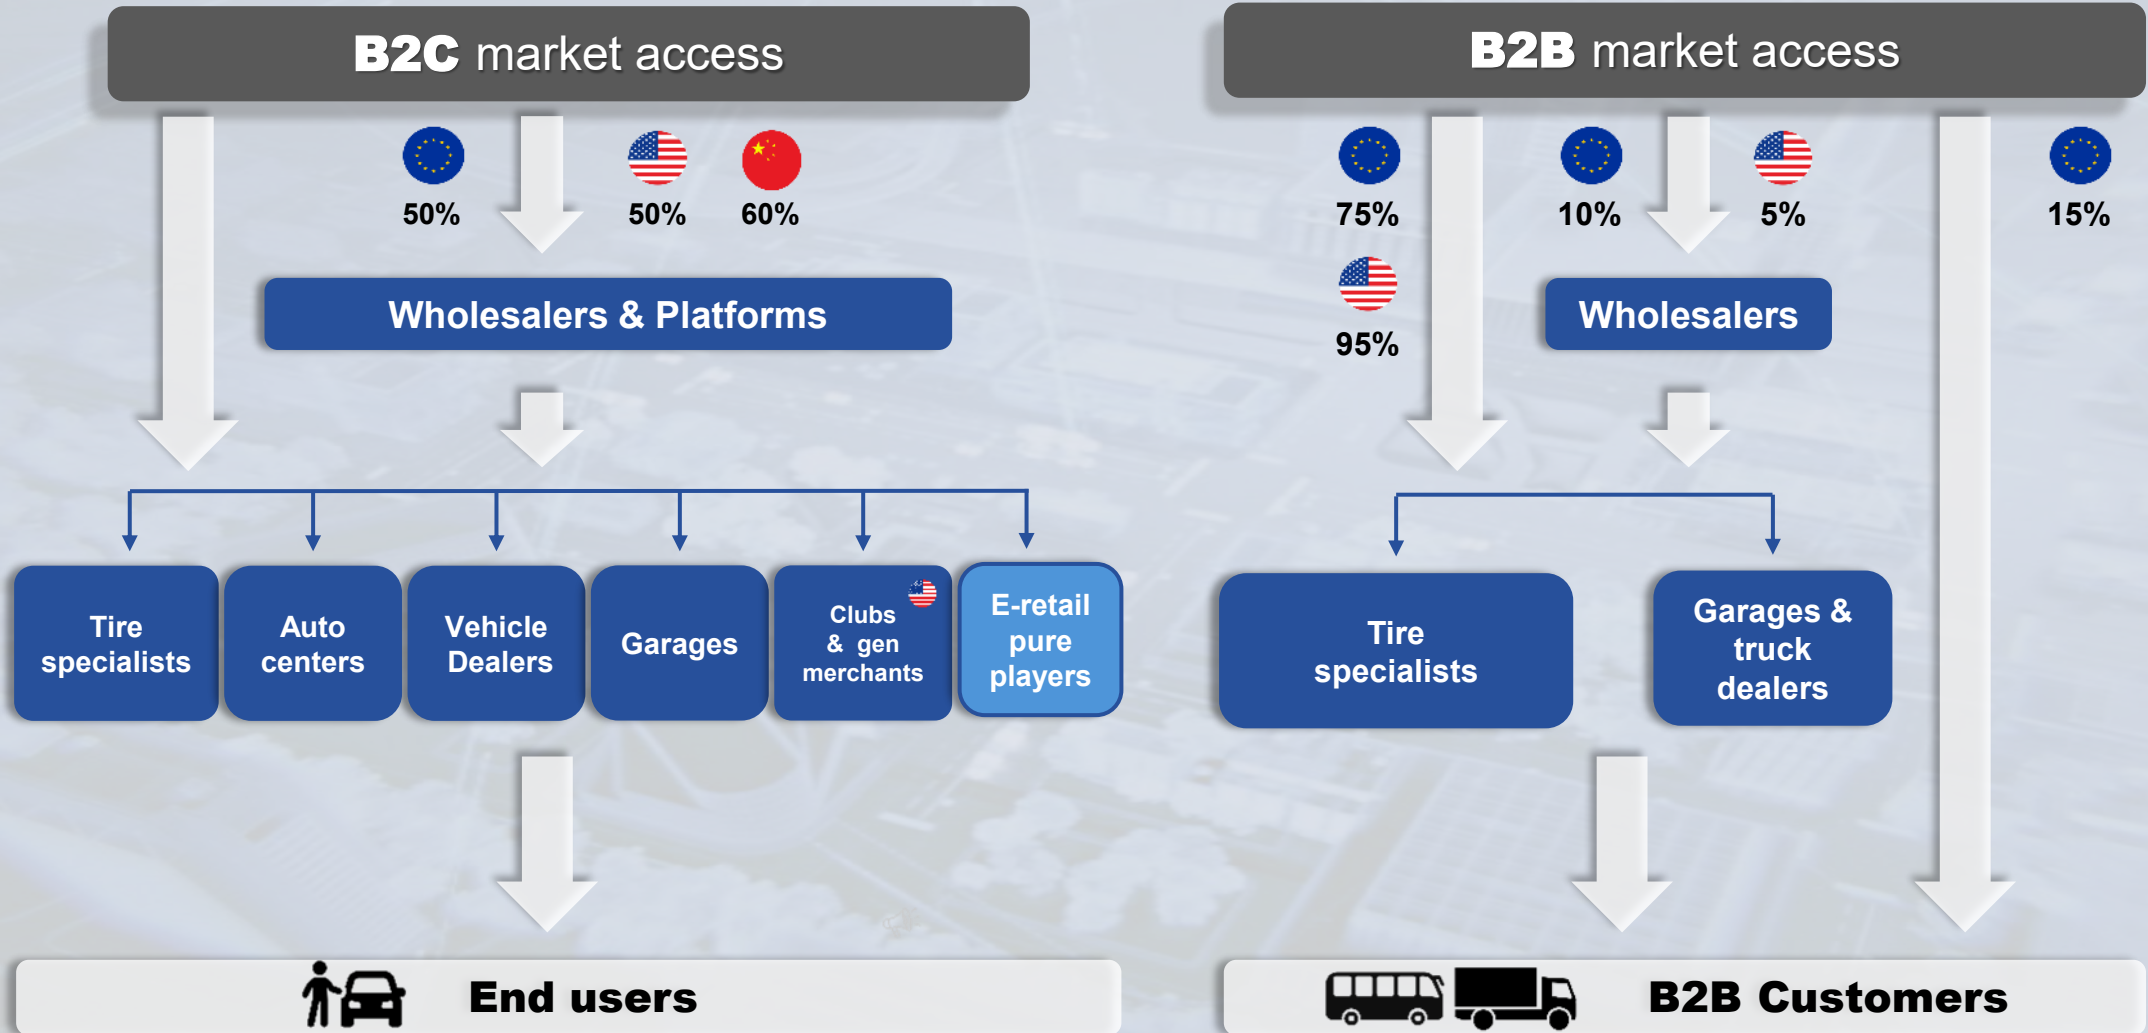 B2C market access
50%
50%
60%
Wholesalers & Platforms
Tire
specialists
Auto
centers
Vehicle
Dealers
Garages
Clubs
& gen
merchants
E-retail
pure
players
End users
B2B market access
75%
10%
5%
15%
95%
Wholesalers
Tire
specialists
Garages &
truck
dealers
B2B Customers